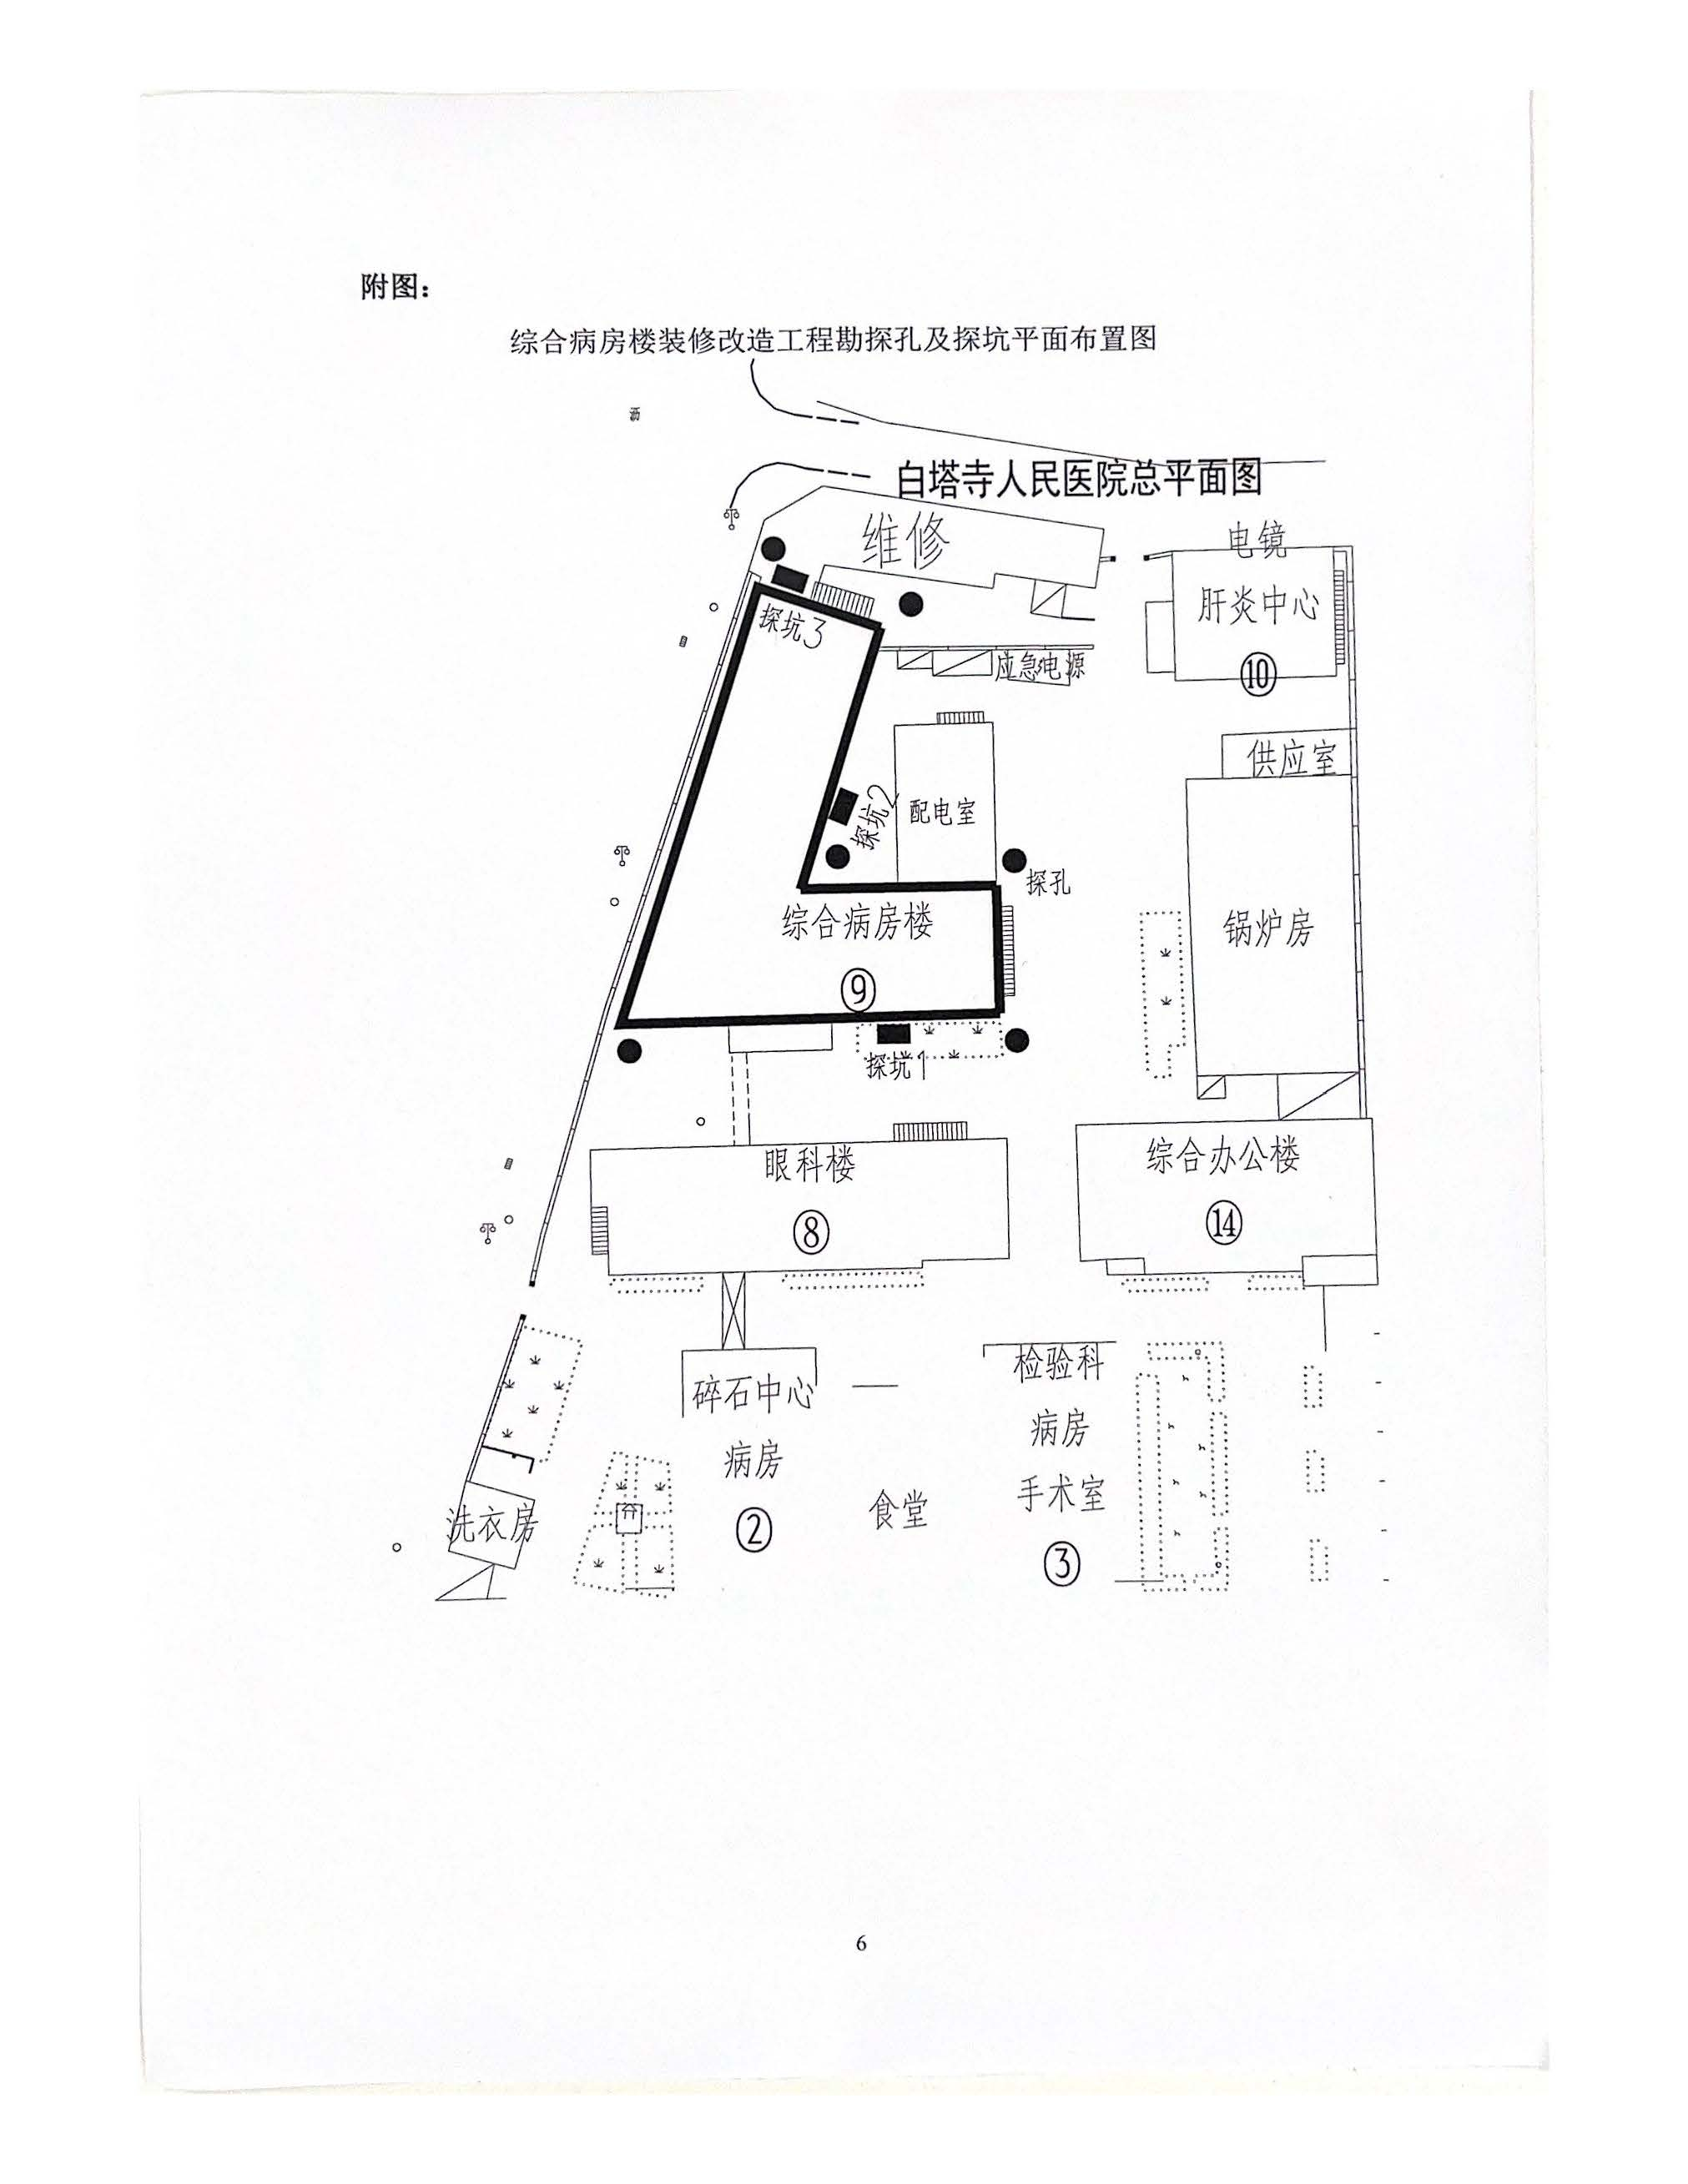 附图：
综合病房楼装修改造工程勘探孔及探坑平面布置图
白塔寺人民医院总平面图
维修
电镜
肝炎中心
⑩
探坑3
应急电源
供应室
探坑2
配电室
探孔
综合病房楼
⑨
锅炉房
探坑1
眼科楼
⑧
综合办公楼
⑭
检验科
病房
手术室
③
碎石中心
病房
②
食堂
洗衣房
6